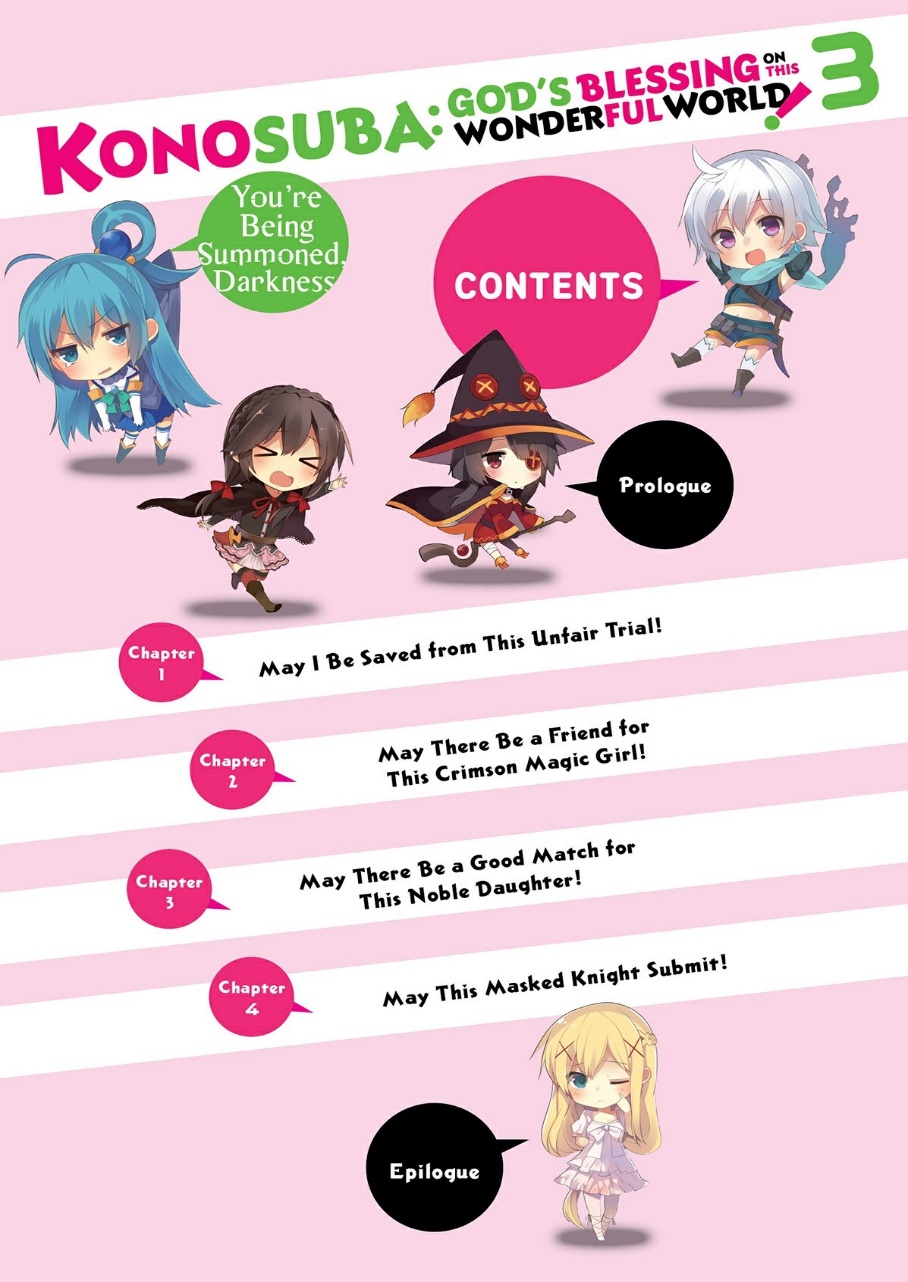 KONOSUBA: GOD'S BLESSING ON THIS
WONDERFUL WORLD! 3
You're
Being
Summoned,
Darkness
CONTENTS
Prologue
Chapter
1
May I Be Saved from This Unfair Trial!
Chapter
2
May There Be a Friend for
This Crimson Magic Girl!
Chapter
3
May There Be a Good Match for
This Noble Daughter!
Chapter
4
May This Masked Knight Submit!
Epilogue